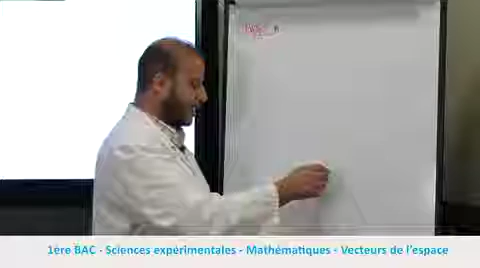 1ère BAC - Sciences expérimentales - Mathématiques - Vecteurs de l'espace